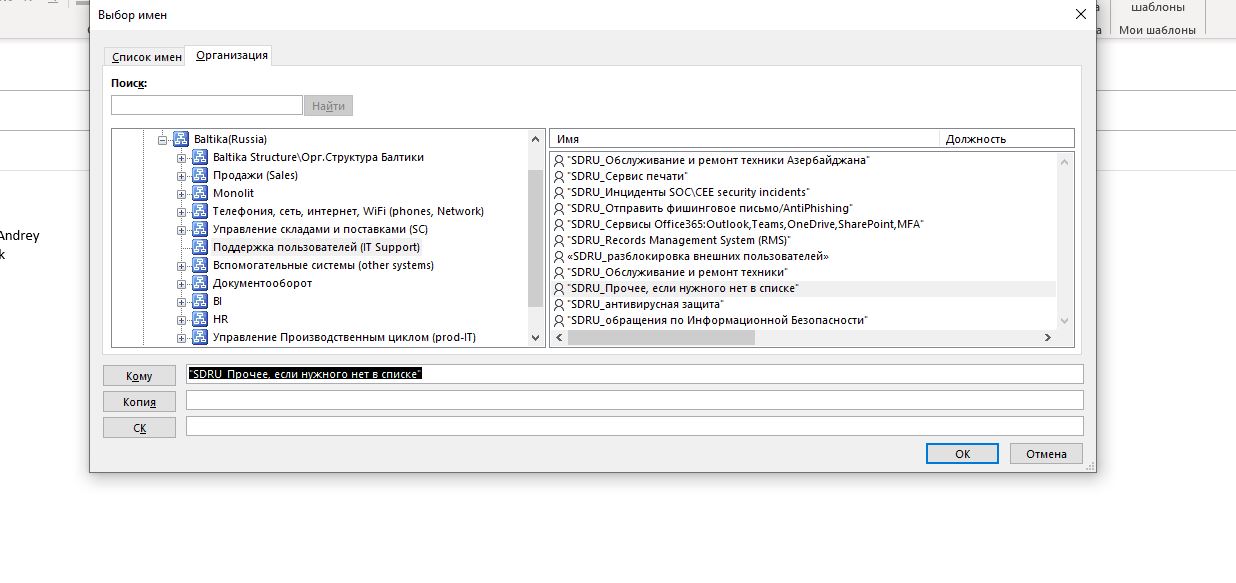 шаблоны
Выбор имен
Мои шаблоны
Список имен
Организация
Поиск:
Найти
Baltika(Russia)
Baltika Structure\Орг.Структура Балтики
Продажи (Sales)
Monolit
Телефония, сеть, интернет, WiFi (phones, Network)
Управление складами и поставками (SC)
Поддержка пользователей (IT Support)
Вспомогательные системы (other systems)
Документооборот
BI
HR
Управление Производственным циклом (prod-IT)
Имя
Должность
"SDRU_Обслуживание и ремонт техники Азербайджана"
"SDRU_Сервис печати"
"SDRU_Инциденты SOC\CEE security incidents"
"SDRU_Отправить фишинговое письмо/AntiPhishing"
"SDRU_Сервисы Office365:Outlook,Teams,OneDrive,SharePoint,MFA"
"SDRU_Records Management System (RMS)"
«SDRU_разблокировка внешних пользователей»
"SDRU_Обслуживание и ремонт техники"
"SDRU_Прочее, если нужного нет в списке"
"SDRU_антивирусная защита"
"SDRU_обращения по Информационной Безопасности"
Andrey
Кому
"SDRU_Прочее, если нужного нет в списке"
Копия
СК
ОК
Отмена